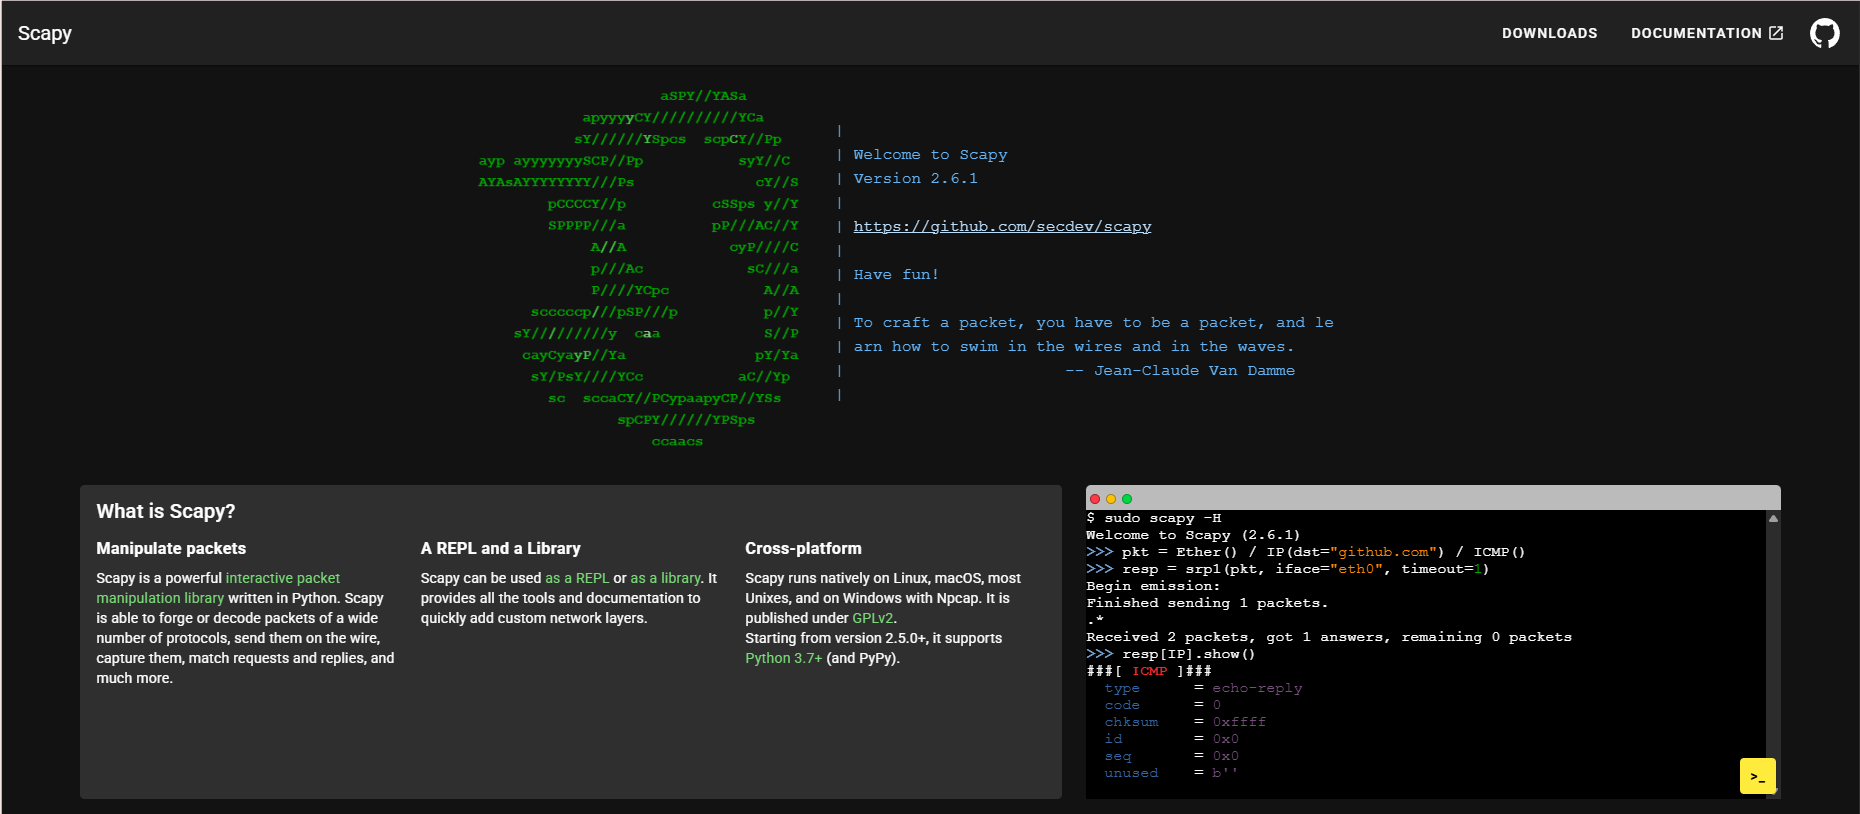 Scapy
DOWNLOADS
DOCUMENTATION
aSPY//YASa
apyyyyCY//////////YCa
sY//////YSpcs  scpCY//Pp
ayp ayyyyyyySCP//Pp           syY//C
AYAsAYYYYYYYY///Ps              cY//S
pCCCCY//p          cSSps y//Y
SPPPP///a          pP///AC//Y
A//A            cyP////C
p///Ac            sC///a
P////YCpc           A//A
scccccp///pSP///p          p//Y
sY/////////y  caa           S//P
cayCyayP//Ya               pY/Ya
sY/PsY////YCc          aC//Yp
sc  sccaCY//PCypaapyCP//YSs
spCPY//////YPSps
ccaacs
|
| Welcome to Scapy
| Version 2.6.1
|
| https://github.com/secdev/scapy
|
| Have fun!
|
| To craft a packet, you have to be a packet, and le
| arn how to swim in the wires and in the waves.
| -- Jean-Claude Van Damme
|
What is Scapy?
Manipulate packets
Scapy is a powerful interactive packet
manipulation library written in Python. Scapy
is able to forge or decode packets of a wide
number of protocols, send them on the wire,
capture them, match requests and replies, and
much more.
A REPL and a Library
Scapy can be used as a REPL or as a library. It
provides all the tools and documentation to
quickly add custom network layers.
Cross-platform
Scapy runs natively on Linux, macOS, most
Unixes, and on Windows with Npcap. It is
published under GPLv2.
Starting from version 2.5.0+, it supports
Python 3.7+ (and PyPy).
$ sudo scapy -H
Welcome to Scapy (2.6.1)
>>> pkt = Ether() / IP(dst="github.com") / ICMP()
>>> resp = srp1(pkt, iface="eth0", timeout=1)
Begin emission:
Finished sending 1 packets.
.*
Received 2 packets, got 1 answers, remaining 0 packets
>>> resp[IP].show()
###[ ICMP ]###
type      = echo-reply
code      = 0
chksum    = 0xffff
id        = 0x0
seq       = 0x0
unused    = b''
>_